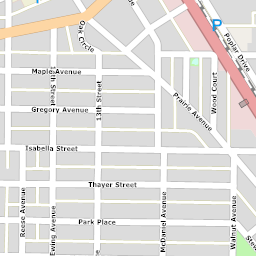 P
Oak Circle
Poplar Drive
Maple Avenue
Wood Court
13th Street
Prairie Avenue
Gregory Avenue
Isabella Street
Thayer Street
Reese Avenue
Park Place
Ewing Avenue
McDaniel Avenue
Walnut Avenue